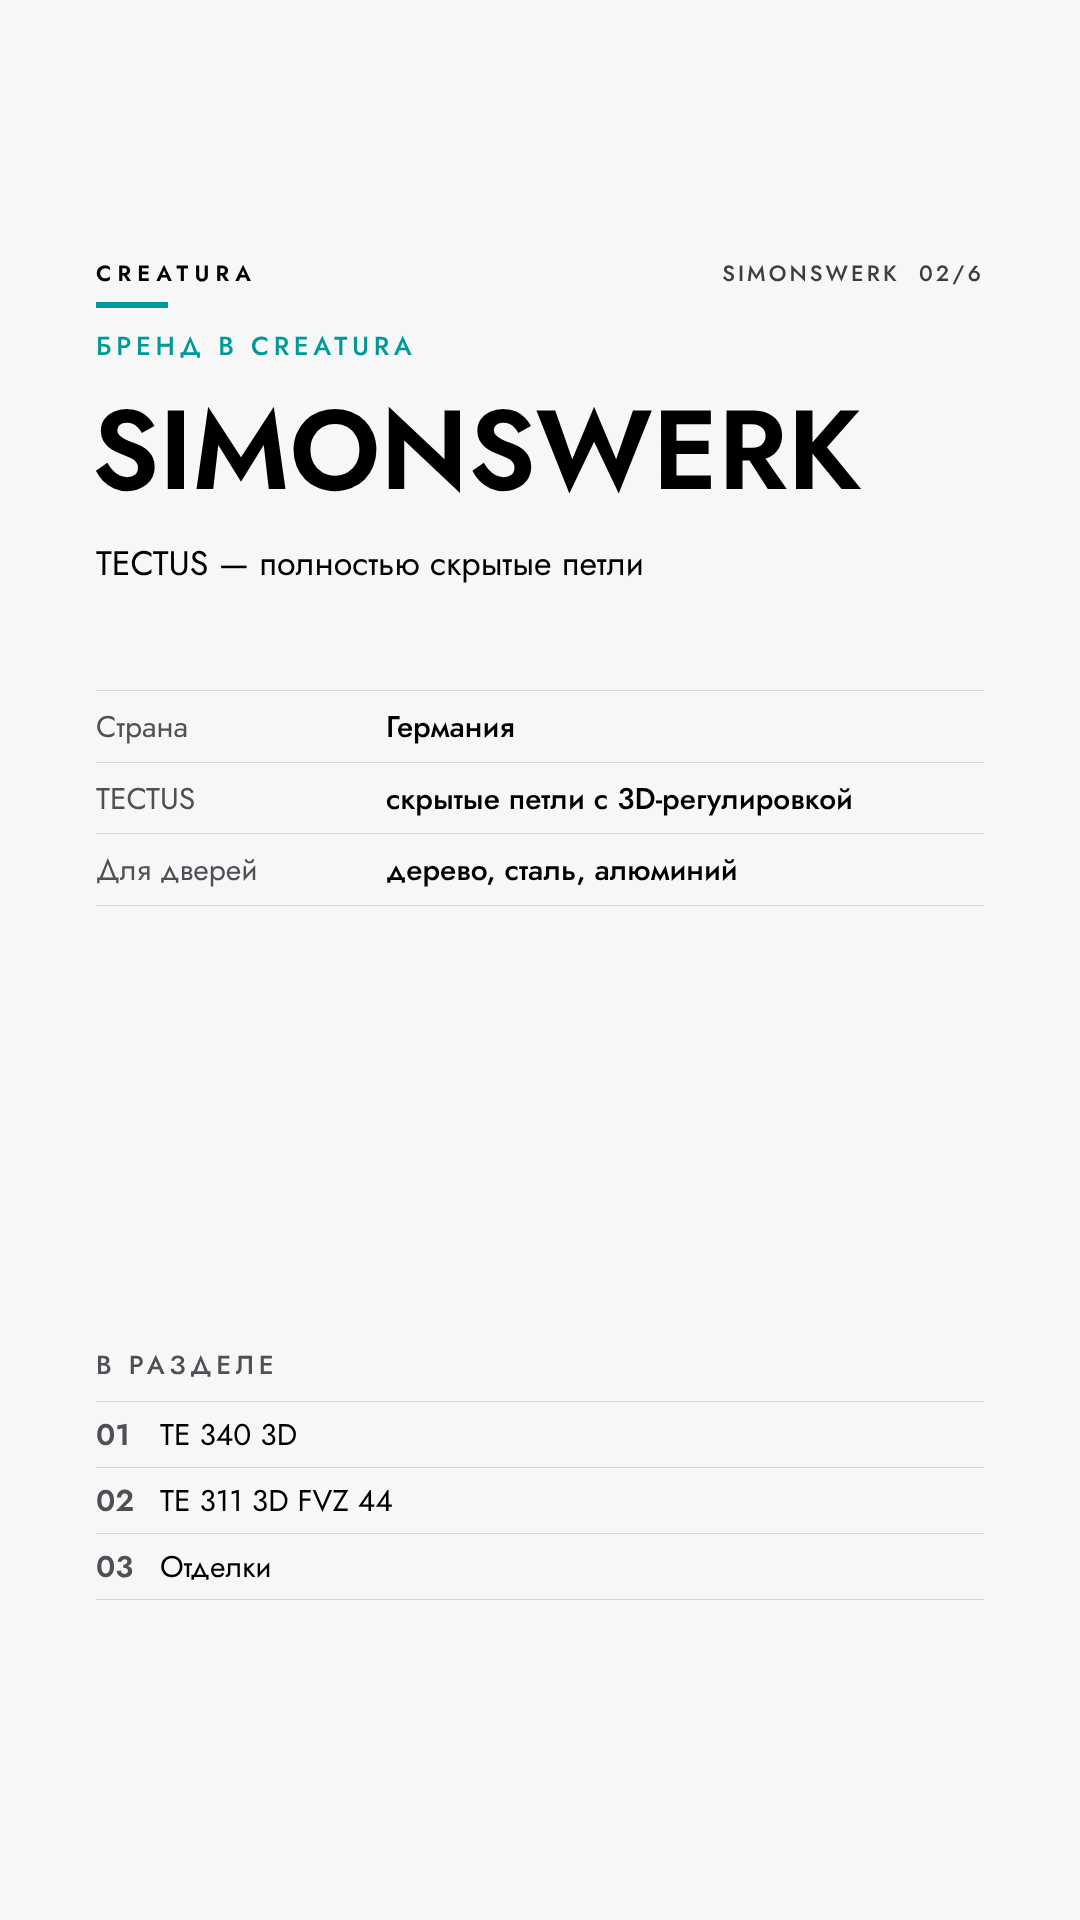 CREATURA
SIMONSWERK 02/6
БРЕНД В CREATURA
SIMONSWERK
TECTUS — полностью скрытые петли
Страна Германия
TECTUS скрытые петли с 3D-регулировкой
Для дверей дерево, сталь, алюминий
В РАЗДЕЛЕ
01 TE 340 3D
02 TE 311 3D FVZ 44
03 Отделки